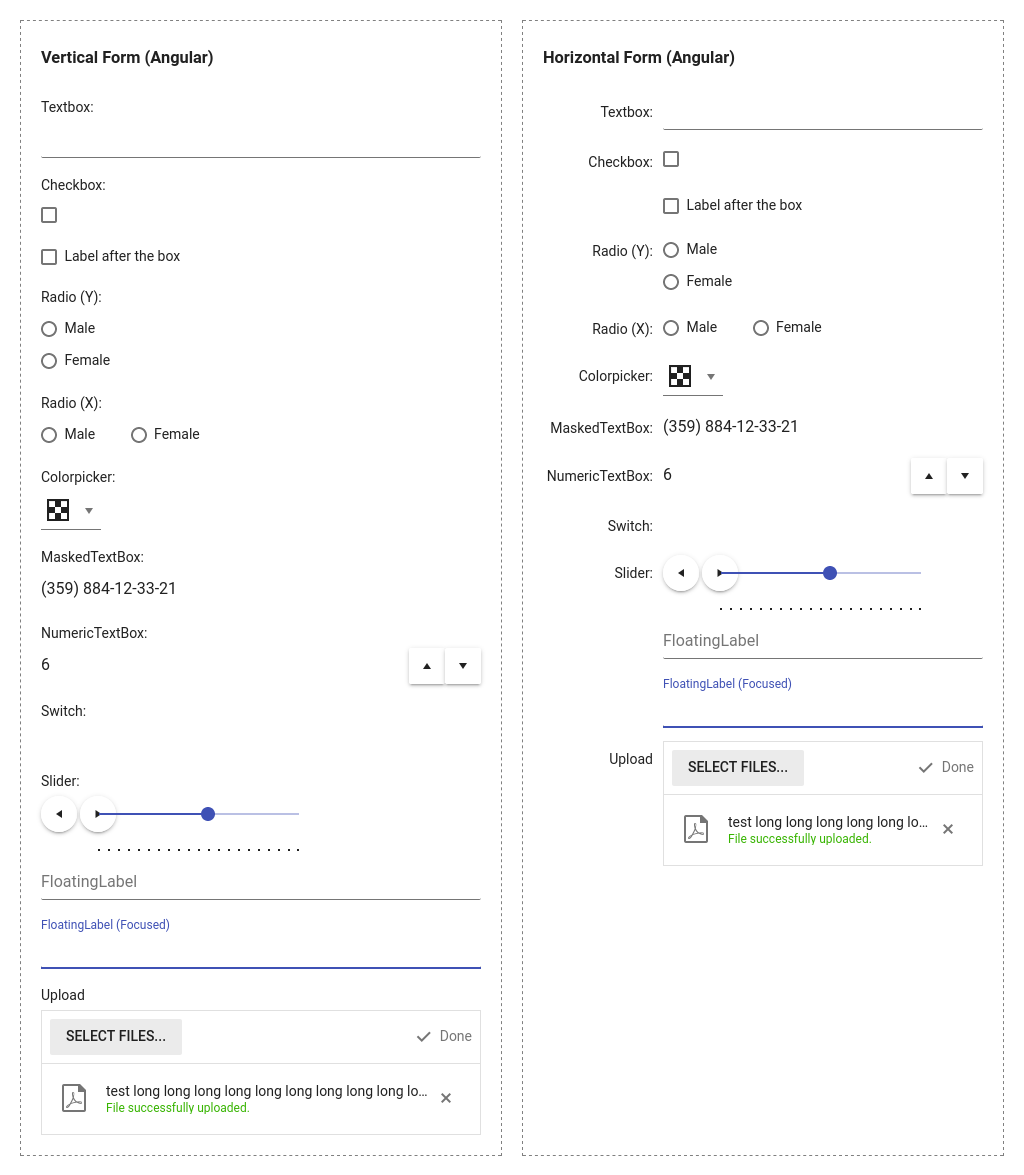 Vertical Form (Angular)
Textbox:
Checkbox:
Label after the box
Radio (Y):
Male
Female
Radio (X):
Male Female
Colorpicker:
MaskedTextBox:
(359) 884-12-33-21
NumericTextBox:
6
Switch:
Slider:
FloatingLabel
FloatingLabel (Focused)
Upload
SELECT FILES... Done
test long long long long long long long long long lo...
File successfully uploaded.
Horizontal Form (Angular)
Textbox:
Checkbox:
Label after the box
Radio (Y): Male
Female
Radio (X): Male Female
Colorpicker:
MaskedTextBox: (359) 884-12-33-21
NumericTextBox: 6
Switch:
Slider:
FloatingLabel
FloatingLabel (Focused)
Upload SELECT FILES... Done
test long long long long long lo...
File successfully uploaded.